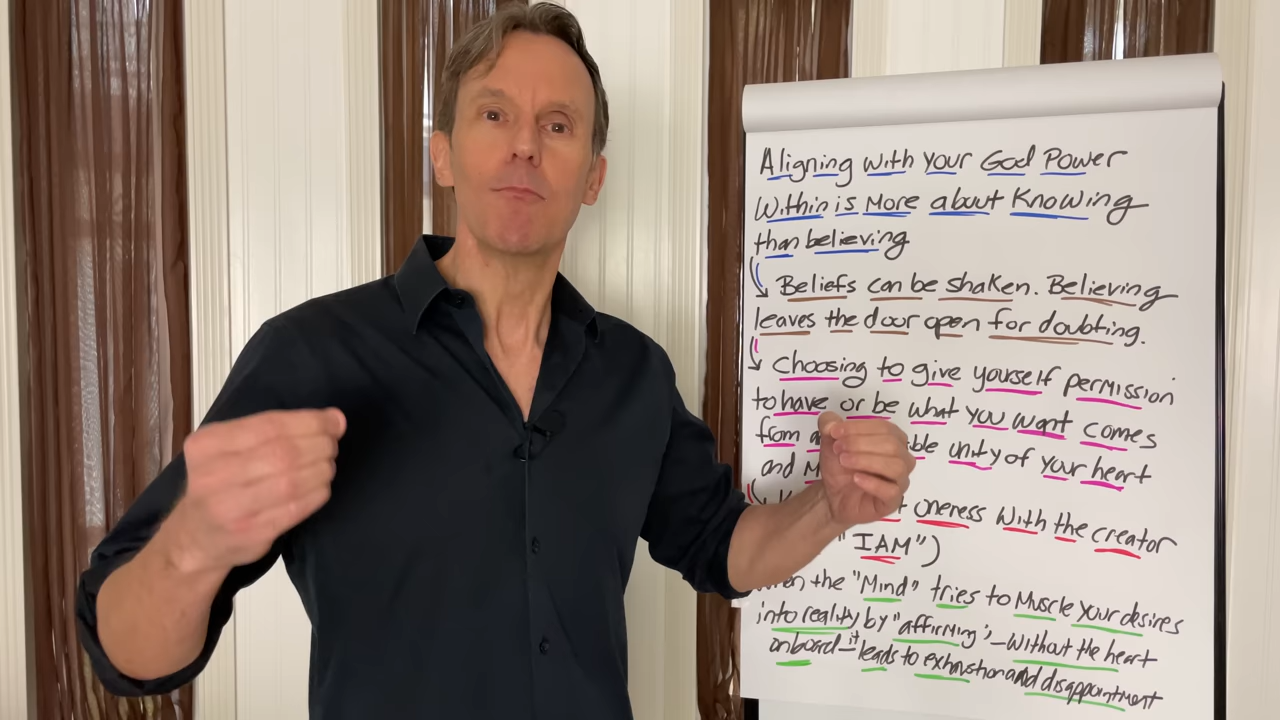 Aligning with your God Power
Within is More about Knowing
than believing
Beliefs can be shaken. Believing
leaves the door open for doubting.
Choosing to give yourself permission
to have or be what you want comes
from unity of your heart
and
oneness with the creator
"IAM")
the "Mind" tries to Muscle your desires
into reality by "affirming" - without the heart
onboard - it leads to exhaustion and disappointment